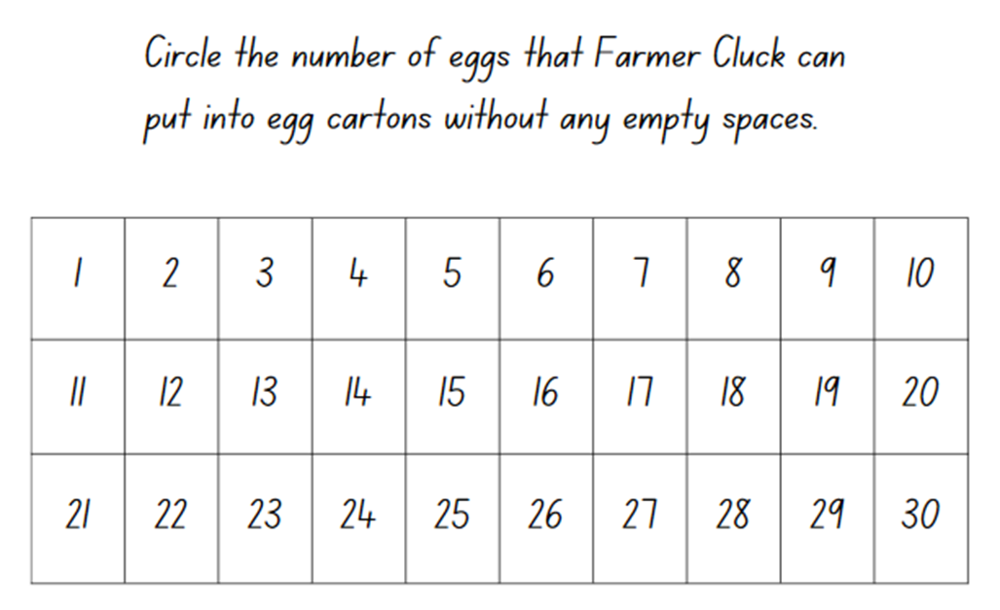 Circle the number of eggs that Farmer Cluck can
put into egg cartons without any empty spaces.
1 2 3 4 5 6 7 8 9 10
11 12 13 14 15 16 17 18 19 20
21 22 23 24 25 26 27 28 29 30